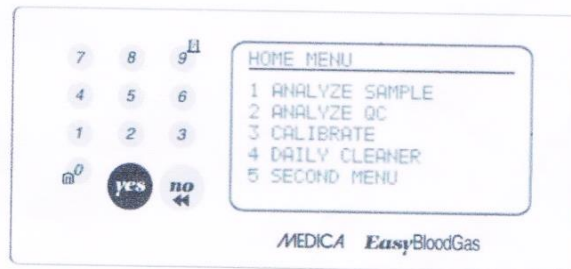 7 8 9
4 5 6
1 2 3
0 yes no
HOME MENU
1 ANALYZE SAMPLE
2 ANALYZE QC
3 CALIBRATE
4 DAILY CLEANER
5 SECOND MENU
MEDICA EasyBloodGas